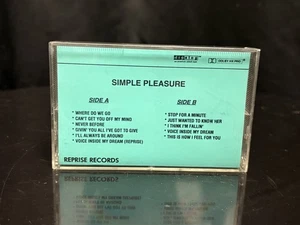 SIMPLE PLEASURE
SIDE A
* WHERE DO WE GO
* CAN'T GET YOU OFF MY MIND
* NEVER BEFORE
* GIVIN' YOU ALL I'VE GOT TO GIVE
* I'LL ALWAYS BE AROUND
* VOICE INSIDE MY DREAM (REPRISE)
SIDE B
* STOP FOR A MINUTE
* JUST WANTED TO KNOW HER
* I THINK I'M FALLIN'
* VOICE INSIDE MY DREAM
* THIS IS HOW I FEEL FOR YOU
REPRISE RECORDS